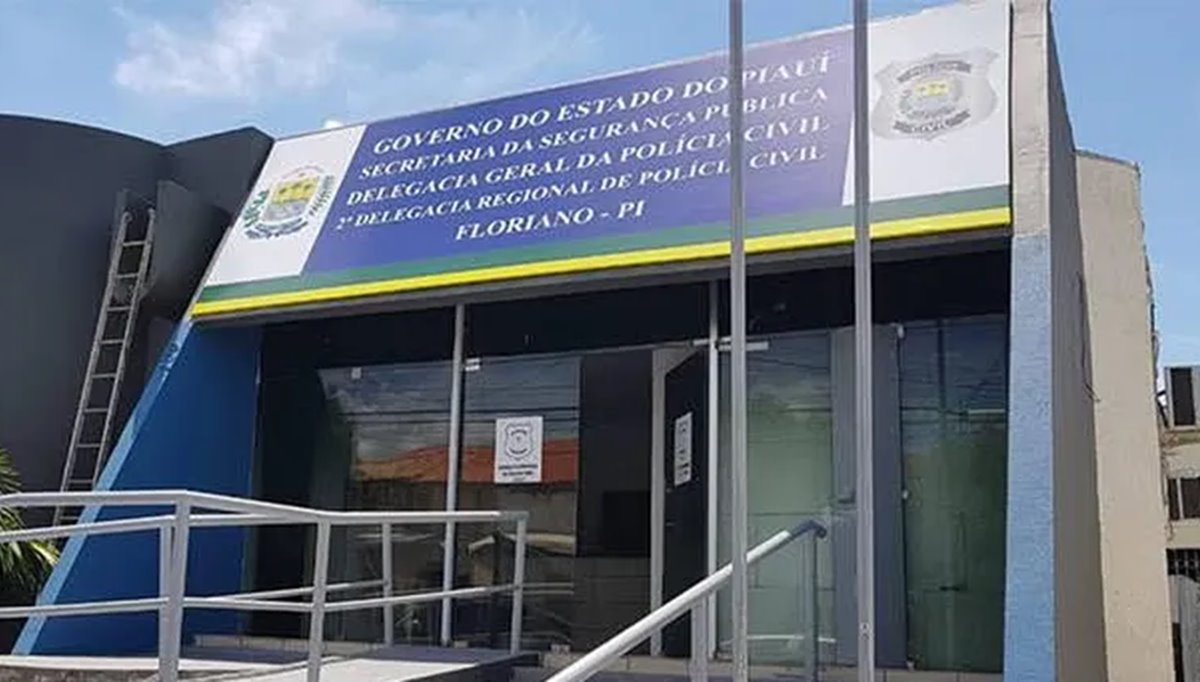 GOVERNO DO ESTADO DO PIAUÍ
SECRETARIA DA SEGURANÇA PÚBLICA
DELEGACIA GERAL DA POLÍCIA CIVIL
2ª DELEGACIA REGIONAL DE POLÍCIA CIVIL
FLORIANO - PI
CIVIL